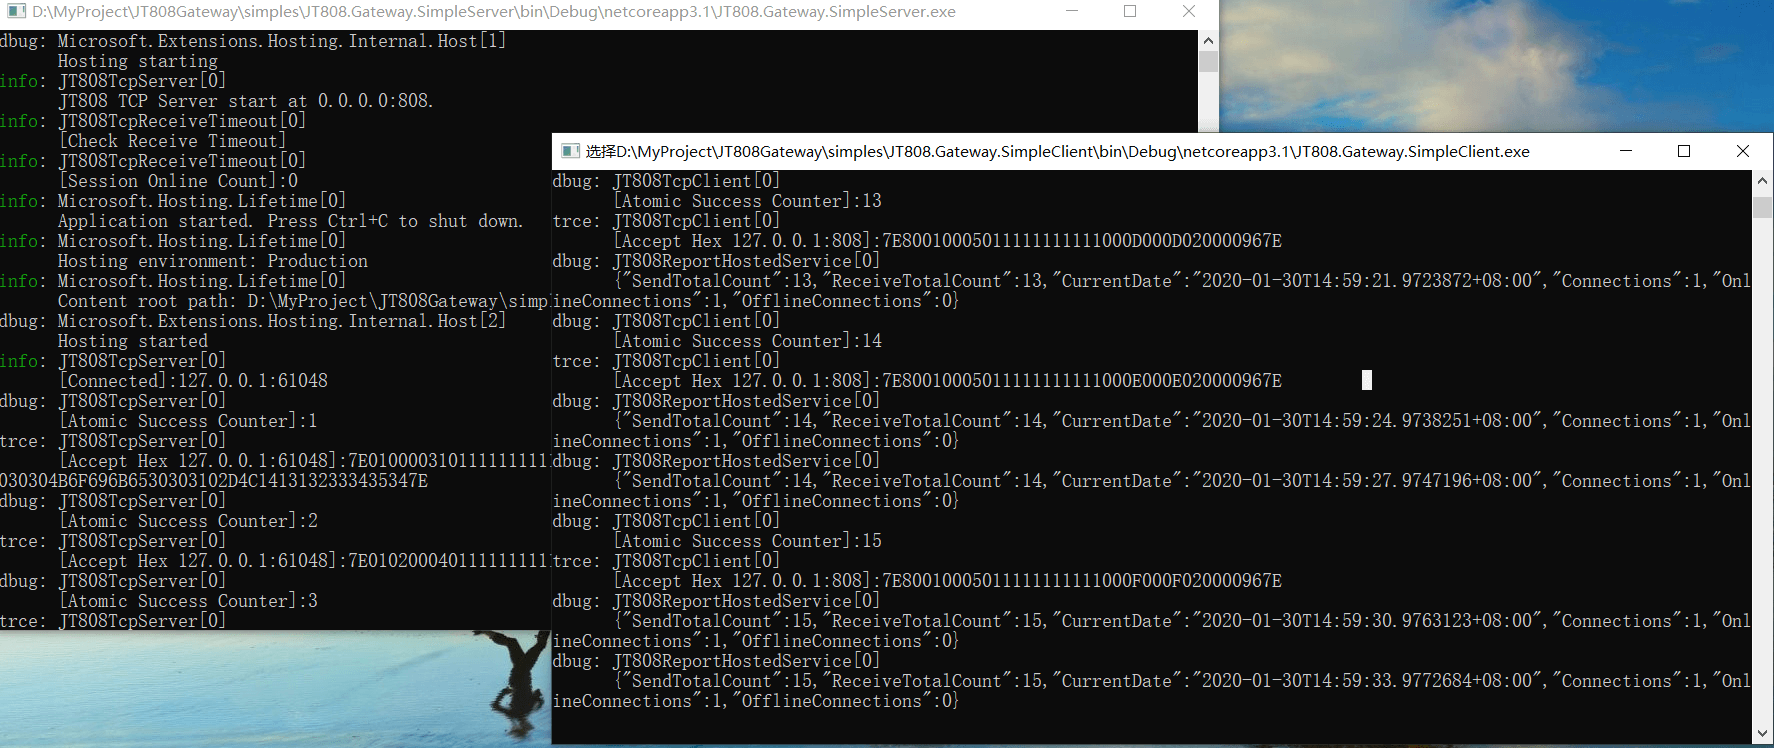 D:\MyProject\JT808Gateway\simples\JT808.Gateway.SimpleServer\bin\Debug\netcoreapp3.1\JT808.Gateway.SimpleServer.exe
dbug: Microsoft.Extensions.Hosting.Internal.Host[1]
Hosting starting
info: JT808TcpServer[0]
JT808 TCP Server start at 0.0.0.0:808.
info: JT808TcpReceiveTimeout[0]
[Check Receive Timeout]
info: JT808TcpReceiveTimeout[0]
[Session Online Count]:0
info: Microsoft.Hosting.Lifetime[0]
Application started. Press Ctrl+C to shut down.
info: Microsoft.Hosting.Lifetime[0]
Hosting environment: Production
info: Microsoft.Hosting.Lifetime[0]
Content root path: D:\MyProject\JT808Gateway\simpl
dbug: Microsoft.Extensions.Hosting.Internal.Host[2]
Hosting started
info: JT808TcpServer[0]
[Connected]:127.0.0.1:61048
dbug: JT808TcpServer[0]
[Atomic Success Counter]:1
trce: JT808TcpServer[0]
[Accept Hex 127.0.0.1:61048]:7E0100003101111111111
030304B6F696B6530303102D4C1413132333435347E
dbug: JT808TcpServer[0]
[Atomic Success Counter]:2
trce: JT808TcpServer[0]
[Accept Hex 127.0.0.1:61048]:7E0102000401111111111
dbug: JT808TcpServer[0]
[Atomic Success Counter]:3
trce: JT808TcpServer[0]
选择D:\MyProject\JT808Gateway\simples\JT808.Gateway.SimpleClient\bin\Debug\netcoreapp3.1\JT808.Gateway.SimpleClient.exe
dbug: JT808TcpClient[0]
[Atomic Success Counter]:13
trce: JT808TcpClient[0]
[Accept Hex 127.0.0.1:808]:7E80010005011111111111000D000D020000967E
dbug: JT808ReportHostedService[0]
{"SendTotalCount":13,"ReceiveTotalCount":13,"CurrentDate":"2020-01-30T14:59:21.9723872+08:00","Connections":1,"Onl
ineConnections":1,"OfflineConnections":0}
dbug: JT808TcpClient[0]
[Atomic Success Counter]:14
trce: JT808TcpClient[0]
[Accept Hex 127.0.0.1:808]:7E80010005011111111111000E000E020000967E
dbug: JT808ReportHostedService[0]
{"SendTotalCount":14,"ReceiveTotalCount":14,"CurrentDate":"2020-01-30T14:59:24.9738251+08:00","Connections":1,"Onl
ineConnections":1,"OfflineConnections":0}
dbug: JT808ReportHostedService[0]
{"SendTotalCount":14,"ReceiveTotalCount":14,"CurrentDate":"2020-01-30T14:59:27.9747196+08:00","Connections":1,"Onl
ineConnections":1,"OfflineConnections":0}
dbug: JT808TcpClient[0]
[Atomic Success Counter]:15
trce: JT808TcpClient[0]
[Accept Hex 127.0.0.1:808]:7E80010005011111111111000F000F020000967E
dbug: JT808ReportHostedService[0]
{"SendTotalCount":15,"ReceiveTotalCount":15,"CurrentDate":"2020-01-30T14:59:30.9763123+08:00","Connections":1,"Onl
ineConnections":1,"OfflineConnections":0}
dbug: JT808ReportHostedService[0]
{"SendTotalCount":15,"ReceiveTotalCount":15,"CurrentDate":"2020-01-30T14:59:33.9772684+08:00","Connections":1,"Onl
ineConnections":1,"OfflineConnections":0}